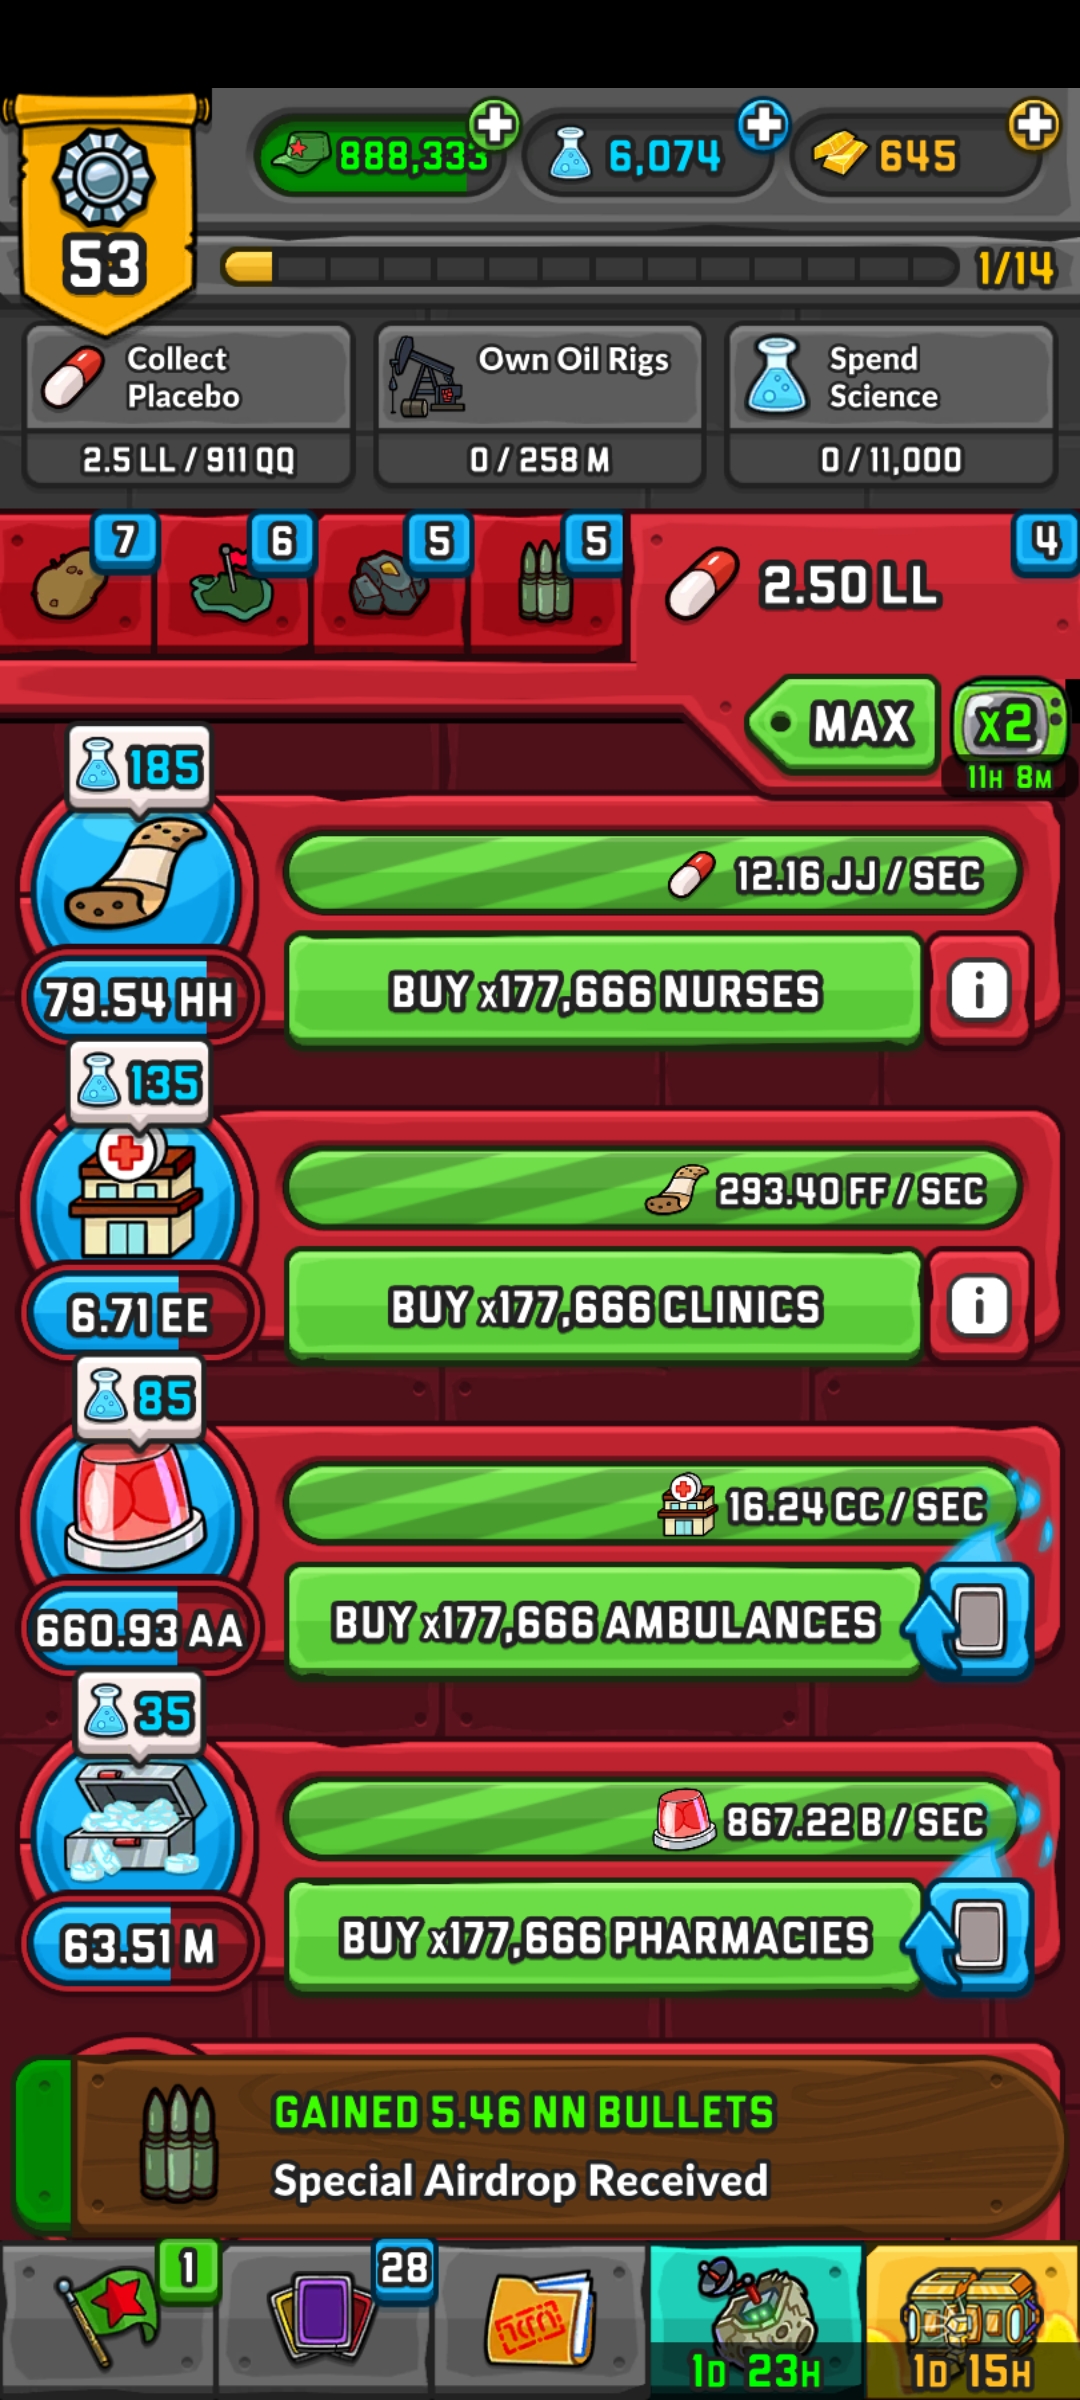 888,333
6,074
645
53
1/14
Collect
Placebo
2.5 LL / 911 QQ
Own Oil Rigs
0 / 258 M
Spend
Science
0 / 11,000
7
6
5
5
4
2.50 LL
MAX
x2
11H 8M
185
12.16 JJ / SEC
79.54 HH
BUY x177,666 NURSES
i
135
293.40 FF / SEC
6.71 EE
BUY x177,666 CLINICS
i
85
16.24 CC / SEC
660.93 AA
BUY x177,666 AMBULANCES
35
867.22 B / SEC
63.51 M
BUY x177,666 PHARMACIES
GAINED 5.46 NN BULLETS
Special Airdrop Received
1
28
1D 23H
1D 15H